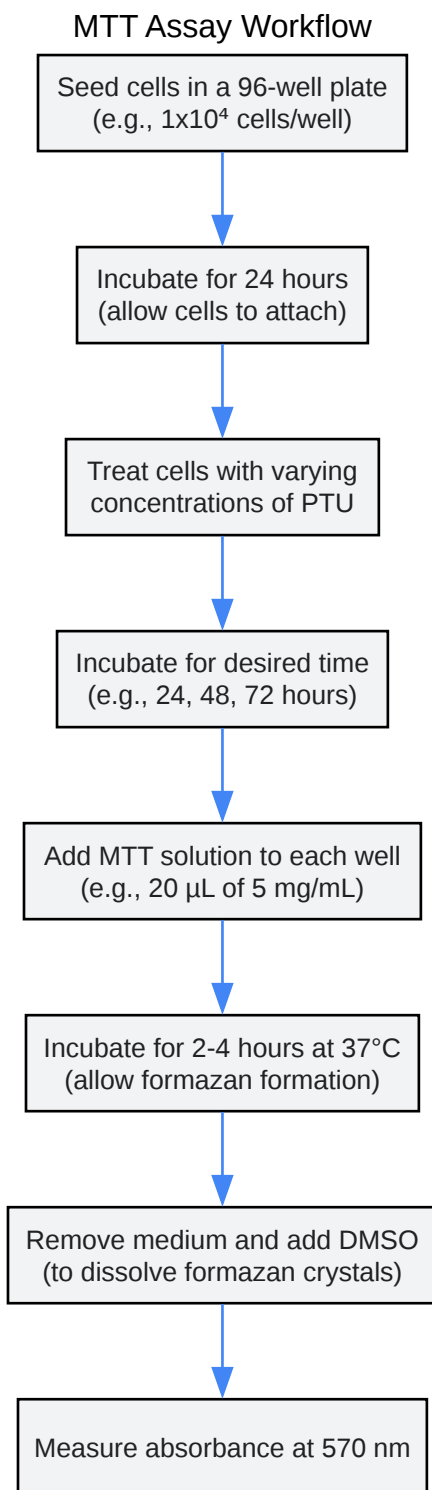 MTT Assay Workflow
Seed cells in a 96-well plate
(e.g., 1x10⁴ cells/well)
Incubate for 24 hours
(allow cells to attach)
Treat cells with varying
concentrations of PTU
Incubate for desired time
(e.g., 24, 48, 72 hours)
Add MTT solution to each well
(e.g., 20 µL of 5 mg/mL)
Incubate for 2-4 hours at 37°C
(allow formazan formation)
Remove medium and add DMSO
(to dissolve formazan crystals)
Measure absorbance at 570 nm